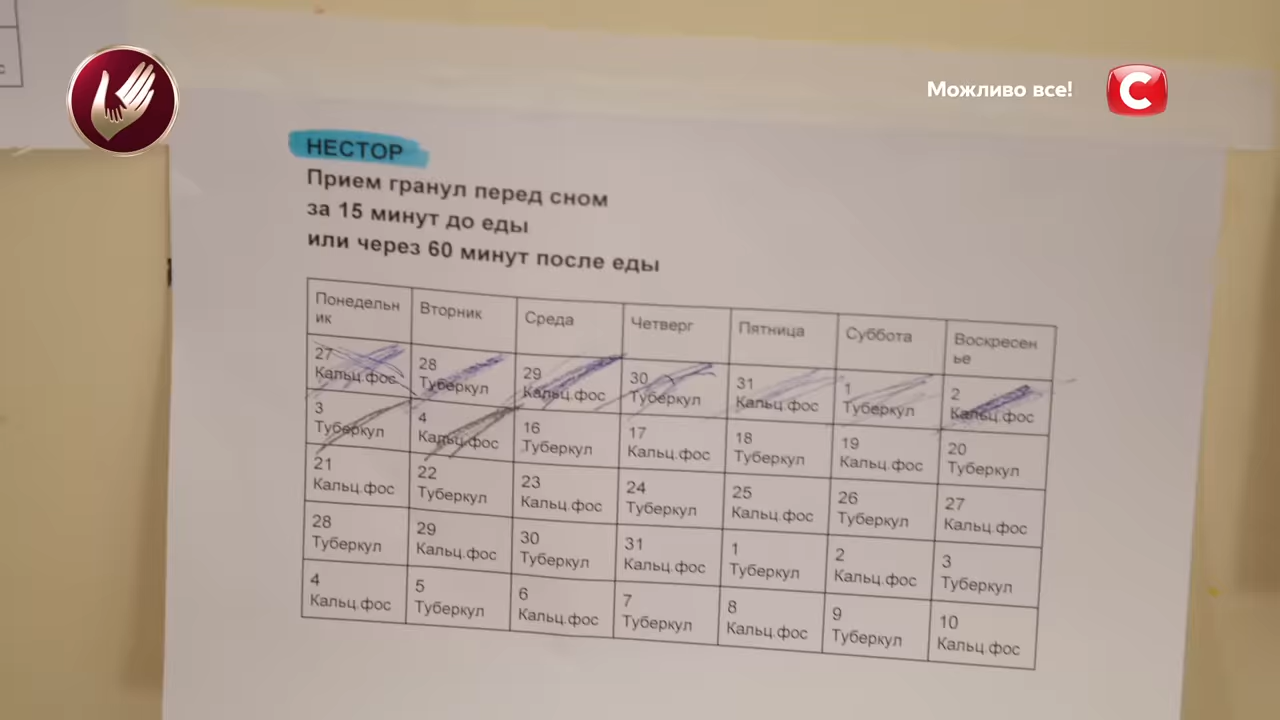 Можливо все!
С
НЕСТОР
Прием гранул перед сном
за 15 минут до еды
или через 60 минут после еды
Понедельн
ик
Вторник
Среда
Четверг
Пятница
Суббота
Воскресен
ье
27
Кальц.фос
28
Туберкул
29
Кальц.фос
30
Туберкул
31
Кальц.фос
1
Туберкул
2
Кальц.фос
3
Туберкул
4
Кальц.фос
16
Туберкул
17
Кальц.фос
18
Туберкул
19
Кальц.фос
20
Туберкул
21
Кальц.фос
22
Туберкул
23
Кальц.фос
24
Туберкул
25
Кальц.фос
26
Туберкул
27
Кальц.фос
28
Туберкул
29
Кальц.фос
30
Туберкул
31
Кальц.фос
1
Туберкул
2
Кальц.фос
3
Туберкул
4
Кальц.фос
5
Туберкул
6
Кальц.фос
7
Туберкул
8
Кальц.фос
9
Туберкул
10
Кальц.фос